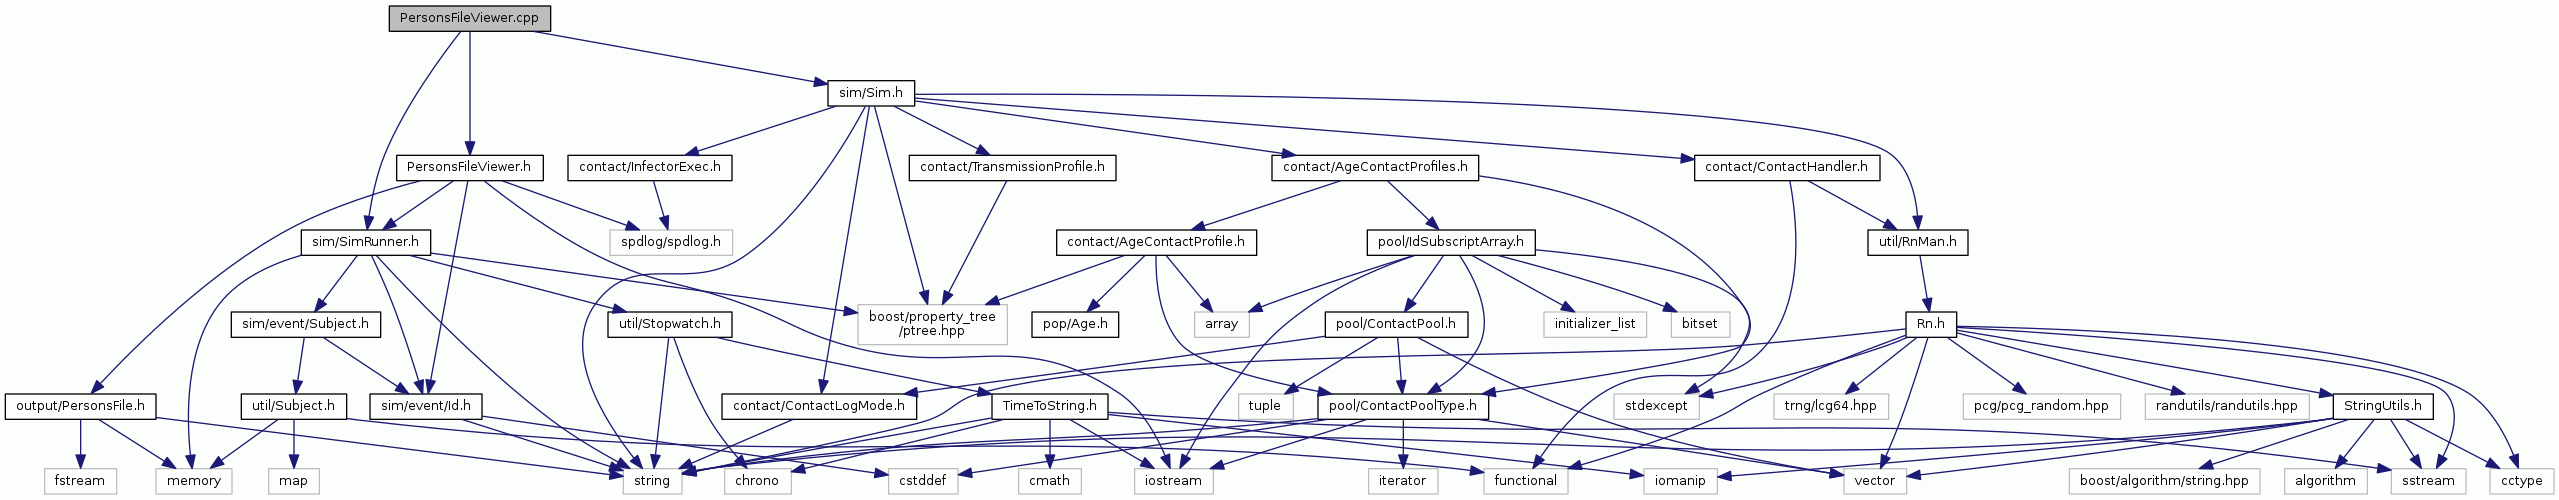 PersonsFileViewer.cpp
sim/Sim.h
PersonsFileViewer.h
contact/InfectorExec.h
contact/TransmissionProfile.h
contact/AgeContactProfiles.h
contact/ContactHandler.h
sim/SimRunner.h
spdlog/spdlog.h
contact/AgeContactProfile.h
pool/IdSubscriptArray.h
util/RnMan.h
sim/event/Subject.h
util/Stopwatch.h
boost/property_tree
/ptree.hpp
pop/Age.h
array
pool/ContactPool.h
initializer_list
bitset
Rn.h
output/PersonsFile.h
util/Subject.h
sim/event/Id.h
contact/ContactLogMode.h
TimeToString.h
tuple
pool/ContactPoolType.h
stdexcept
trng/lcg64.hpp
pcg/pcg_random.hpp
randutils/randutils.hpp
StringUtils.h
fstream
memory
map
string
chrono
cstddef
cmath
iostream
iterator
functional
iomanip
vector
boost/algorithm/string.hpp
algorithm
sstream
cctype